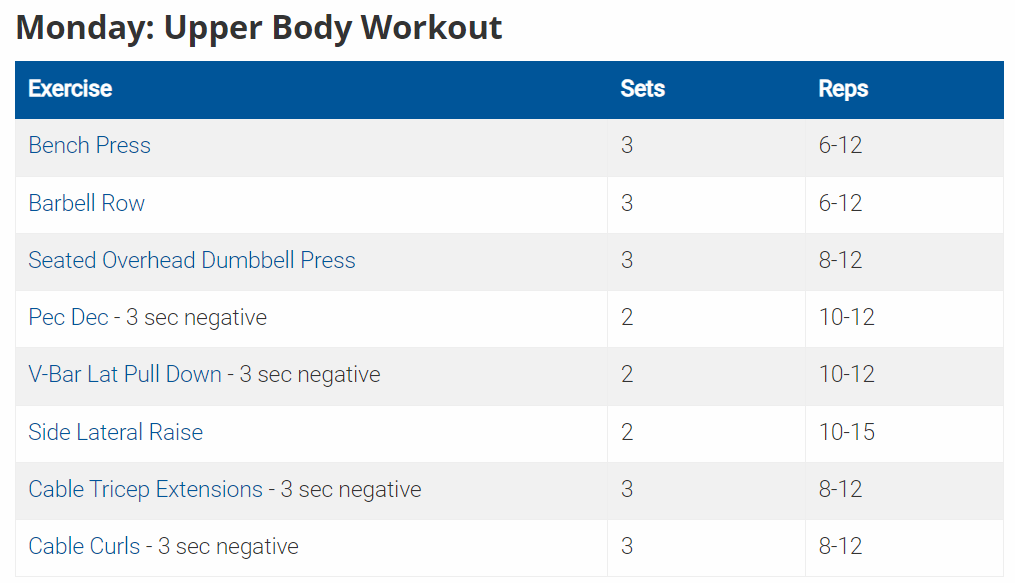 Monday: Upper Body Workout
Exercise Sets Reps
Bench Press 3 6-12
Barbell Row 3 6-12
Seated Overhead Dumbbell Press 3 8-12
Pec Dec - 3 sec negative 2 10-12
V-Bar Lat Pull Down - 3 sec negative 2 10-12
Side Lateral Raise 2 10-15
Cable Tricep Extensions - 3 sec negative 3 8-12
Cable Curls - 3 sec negative 3 8-12